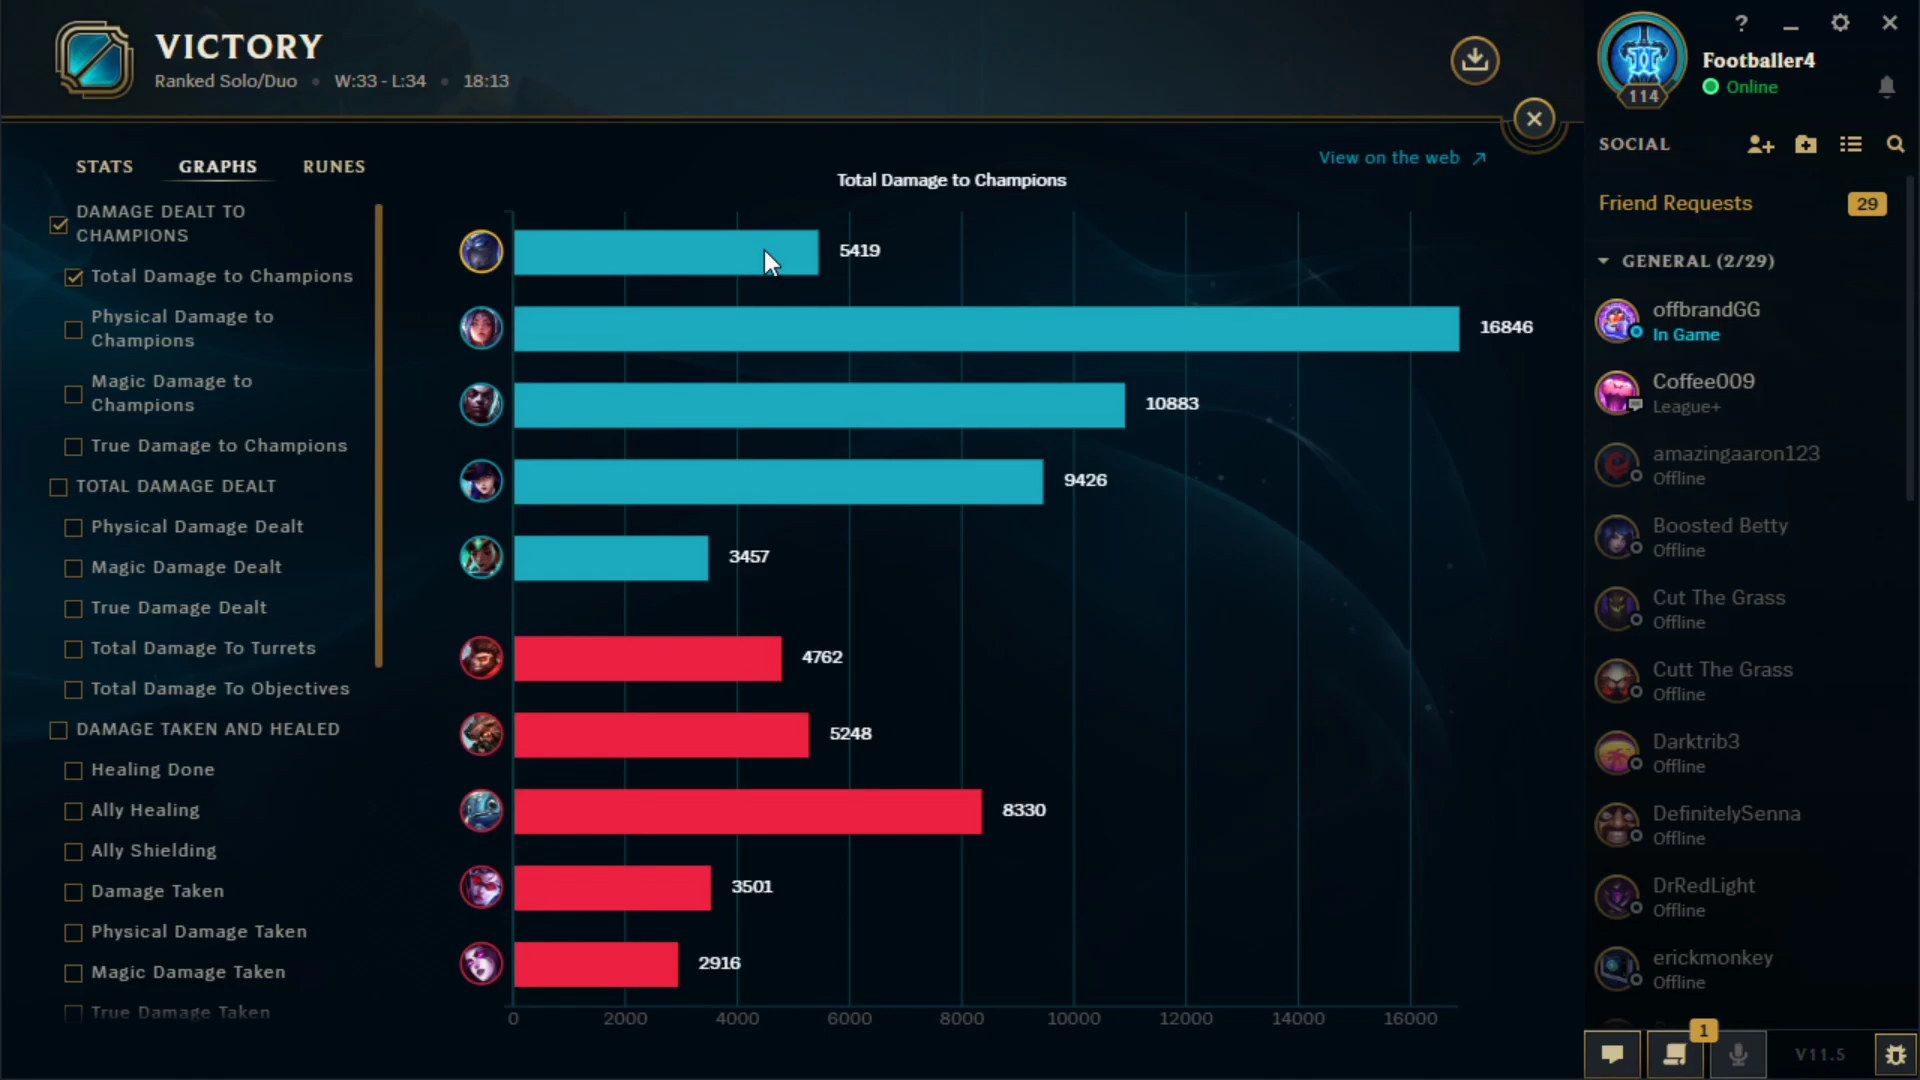 VICTORY
Ranked Solo/Duo • W:33 - L:34 • 18:13
STATS GRAPHS RUNES
View on the web
DAMAGE DEALT TO
CHAMPIONS
Total Damage to Champions
Physical Damage to
Champions
Magic Damage to
Champions
True Damage to Champions
TOTAL DAMAGE DEALT
Physical Damage Dealt
Magic Damage Dealt
True Damage Dealt
Total Damage To Turrets
Total Damage To Objectives
DAMAGE TAKEN AND HEALED
Healing Done
Ally Healing
Ally Shielding
Damage Taken
Physical Damage Taken
Magic Damage Taken
True Damage Taken
Total Damage to Champions
5419
16846
10883
9426
3457
4762
5248
8330
3501
2916
0 2000 4000 6000 8000 10000 12000 14000 16000
?
114
Footballer4
Online
SOCIAL
Friend Requests 29
GENERAL (2/29)
offbrandGG
In Game
Coffee009
League+
amazingaaron123
Offline
Boosted Betty
Offline
Cut The Grass
Offline
Cutt The Grass
Offline
Darktrib3
Offline
DefinitelySenna
Offline
DrRedLight
Offline
erickmonkey
Offline
1
V11.5